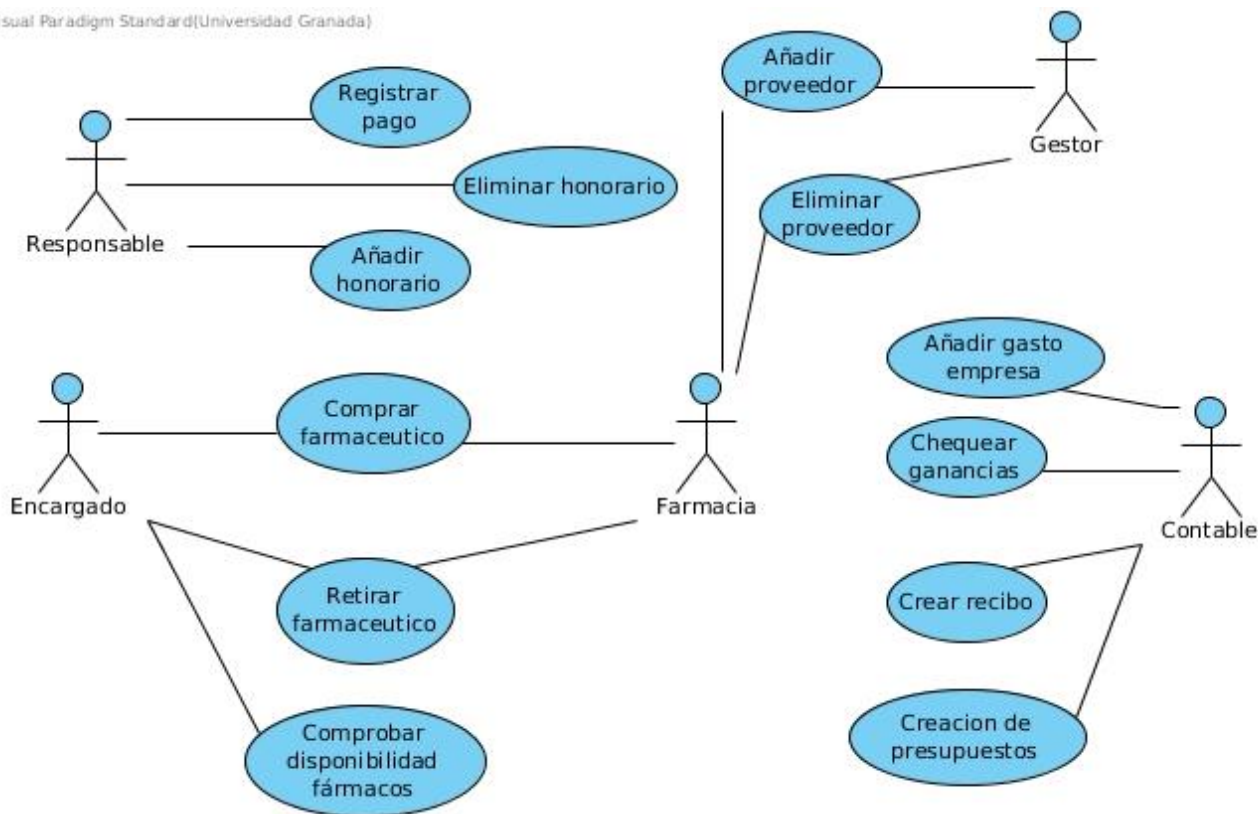 sual Paradigm Standard(Universidad Granada)
Añadir
proveedor
Registrar
pago
Gestor
Eliminar honorario
Eliminar
proveedor
Responsable
Añadir
honorario
Añadir gasto
empresa
Comprar
farmaceutico
Chequear
ganancias
Encargado
Farmacia
Contable
Retirar
farmaceutico
Crear recibo
Comprobar
disponibilidad
fármacos
Creacion de
presupuestos